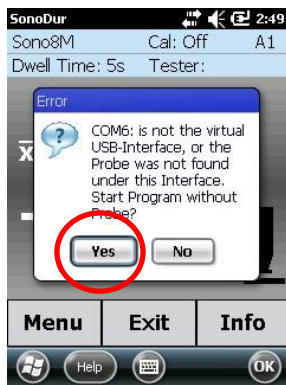 SonoDur 2:49
Sono8M Cal: Off A1
Dwell Time: 5s Tester:
Error
COM6: is not the virtual
USB-Interface, or the
Probe was not found
under this Interface.
Start Program without
Probe?
x
Yes No
Menu Exit Info
Help OK